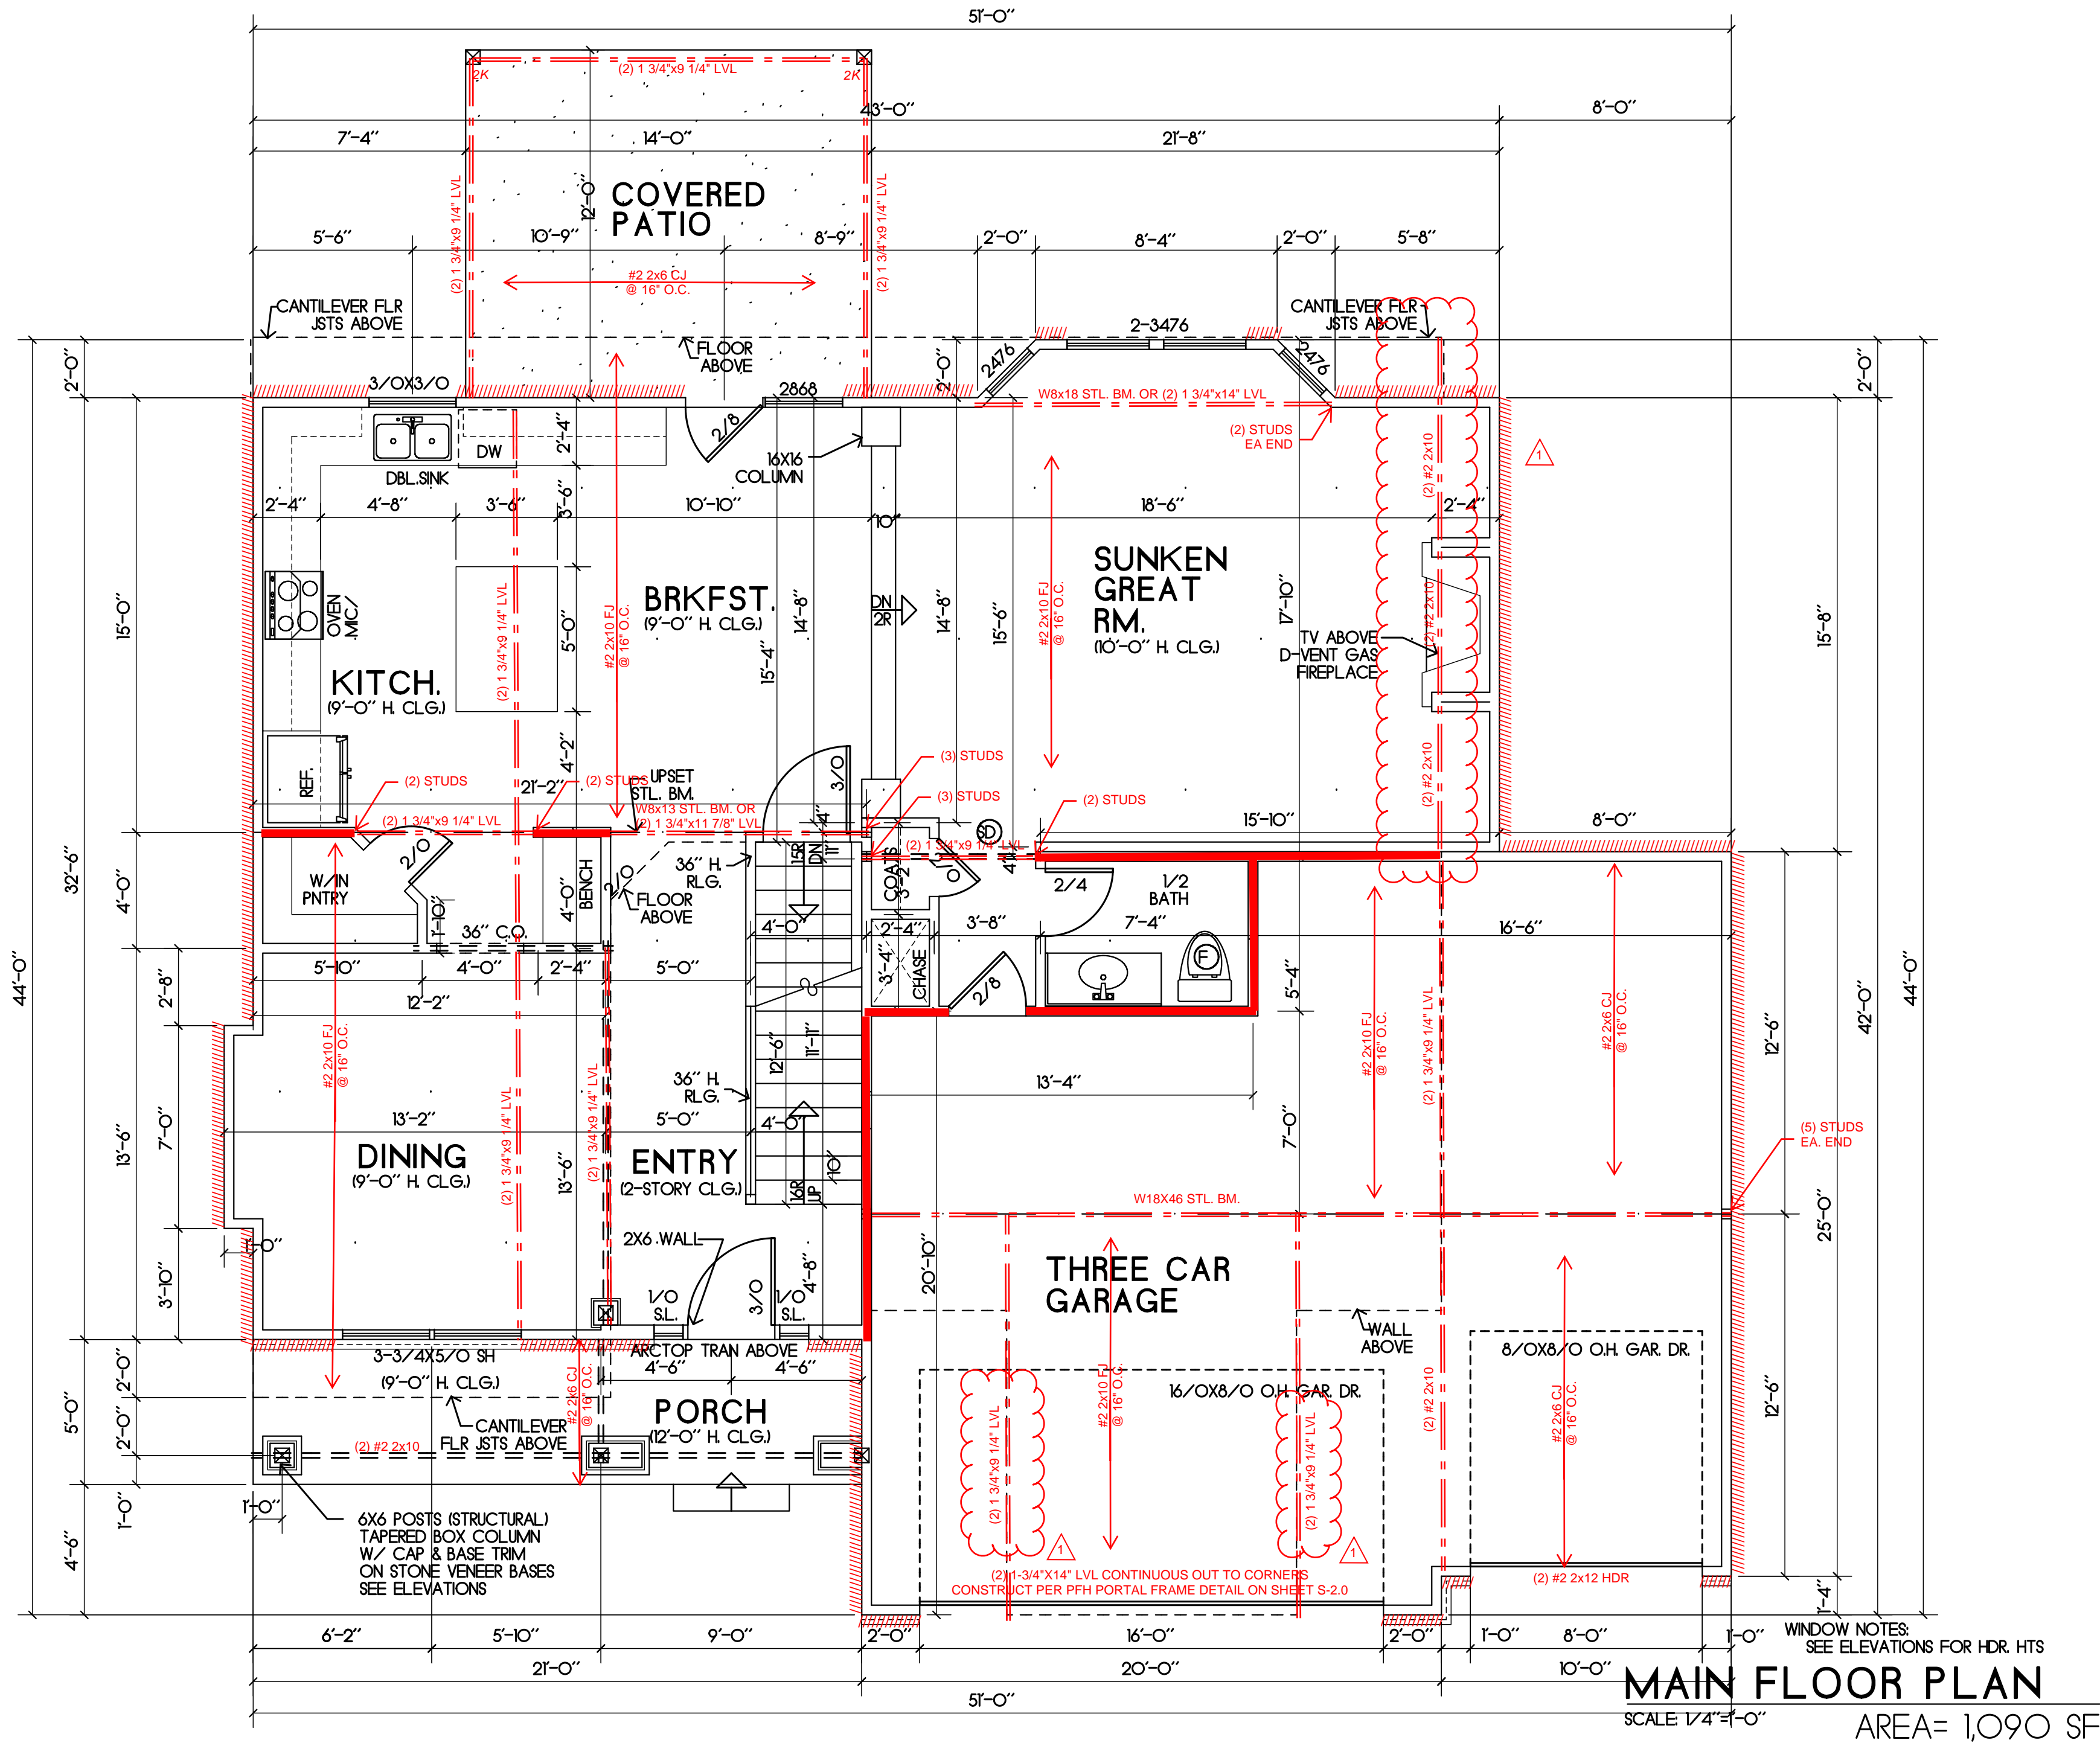 51'-0"
(2) 1 3/4"x9 1/4" LVL
2K
2K
43'-0"
8'-0"
7'-4"
14'-0"
21'-8"
12'-0"
COVERED
PATIO
(2) 1 3/4"x9 1/4" LVL
(2) 1 3/4"x9 1/4" LVL
5'-6"
10'-9"
8'-9"
2'-0"
8'-4"
2'-0"
5'-8"
#2 2x6 CJ
@ 16" O.C.
CANTILEVER FLR
JSTS ABOVE
CANTILEVER FLR
JSTS ABOVE
2-3476
FLOOR
ABOVE
2476
2476
2'-0"
2'-0"
2'-0"
3/0X3/0
2868
W8x18 STL. BM. OR (2) 1 3/4"x14" LVL
(2) STUDS
EA END
2/8
DW
2'-4"
DBL.SINK
16X16
COLUMN
(2) #2 2x10
1
2'-4"
4'-8"
3'-6"
3'-6"
10'-10"
10"
18'-6"
2'-4"
SUNKEN
GREAT
RM.
(10'-0" H. CLG.)
BRKFST.
(9'-0" H. CLG.)
OVEN
MIC/
(2) 1 3/4"x9 1/4" LVL
#2 2x10 FJ
@ 16" O.C.
5'-0"
14'-8"
15'-4"
DN
2R
14'-8"
15'-6"
#2 2x10 FJ
@ 16" O.C.
17'-10"
(2) #2 2x10
TV ABOVE
D-VENT GAS
FIREPLACE
15'-0"
15'-8"
KITCH.
(9'-0" H. CLG.)
REF.
4'-2"
(2) STUDS
(2) STUDS
21'-2"
UPSET
STL. BM.
W8x13 STL. BM. OR
(2) 1 3/4"x11 7/8" LVL
3/0
(3) STUDS
(3) STUDS
(2) STUDS
(2) #2 2x10
(2) 1 3/4"x9 1/4" LVL
15'-10"
8'-0"
SD
(2) 1 3/4"x9 1/4" LVL
32'-6"
4'-0"
44'-0"
W/IN
PNTRY
2/0
BENCH
4'-0"
2/0
36" H.
RLG.
15R
DN
11"
4"
COATS
3'-2"
2/0
4"
2/4
1/2
BATH
FLOOR
ABOVE
1'-10"
36" C.O.
4'-0"
2'-4"
3'-8"
7'-4"
16'-6"
12'-6"
42'-0"
44'-0"
5'-10"
4'-0"
2'-4"
5'-0"
3'-4"
CHASE
2/8
F
5'-4"
2'-8"
12'-2"
#2 2x10 FJ
@ 16" O.C.
12'-6"
11'-11"
#2 2x10 FJ
@ 16" O.C.
(2) 1 3/4"x9 1/4" LVL
#2 2x6 CJ
@ 16" O.C.
36" H.
RLG.
13'-4"
13'-2"
5'-0"
4'-0"
7'-0"
7'-0"
13'-6"
(5) STUDS
EA. END
DINING
(9'-0" H. CLG.)
(2) 1 3/4"x9 1/4" LVL
13'-6"
(2) 1 3/4"x9 1/4" LVL
ENTRY
(2-STORY CLG.)
10"
16R
UP
W18X46 STL. BM.
25'-0"
1'-0"
2X6 WALL
20'-10"
3'-10"
4'-8"
THREE CAR
GARAGE
1/0
S.L.
3/0
1/0
S.L.
WALL
ABOVE
3-3/4X5/0 SH
(9'-0" H. CLG.)
ARCTOP TRAN ABOVE
4'-6"
4'-6"
8/0X8/0 O.H. GAR. DR.
16/0X8/0 O.H. GAR. DR.
2'-0"
5'-0"
2'-0"
#2 2x6 CJ
@ 16" O.C.
PORCH
(12'-0" H. CLG.)
CANTILEVER
FLR JSTS ABOVE
(2) #2 2x10
#2 2x10 FJ
@ 16" O.C.
(2) 1 3/4"x9 1/4" LVL
(2) 1 3/4"x9 1/4" LVL
(2) #2 2x10
#2 2x6 CJ
@ 16" O.C.
12'-6"
1'-0"
1'-0"
4'-6"
6X6 POSTS (STRUCTURAL)
TAPERED BOX COLUMN
W/ CAP & BASE TRIM
ON STONE VENEER BASES
SEE ELEVATIONS
1
1
(2) 1-3/4"X14" LVL CONTINUOUS OUT TO CORNERS
CONSTRUCT PER PFH PORTAL FRAME DETAIL ON SHEET S-2.0
(2) #2 2x12 HDR
1'-4"
6'-2"
5'-10"
9'-0"
2'-0"
16'-0"
2'-0"
1'-0"
8'-0"
1'-0"
WINDOW NOTES:
SEE ELEVATIONS FOR HDR. HTS
21'-0"
20'-0"
10'-0"
51'-0"
MAIN FLOOR PLAN
SCALE: 1/4"=1'-0"
AREA= 1,090 SF